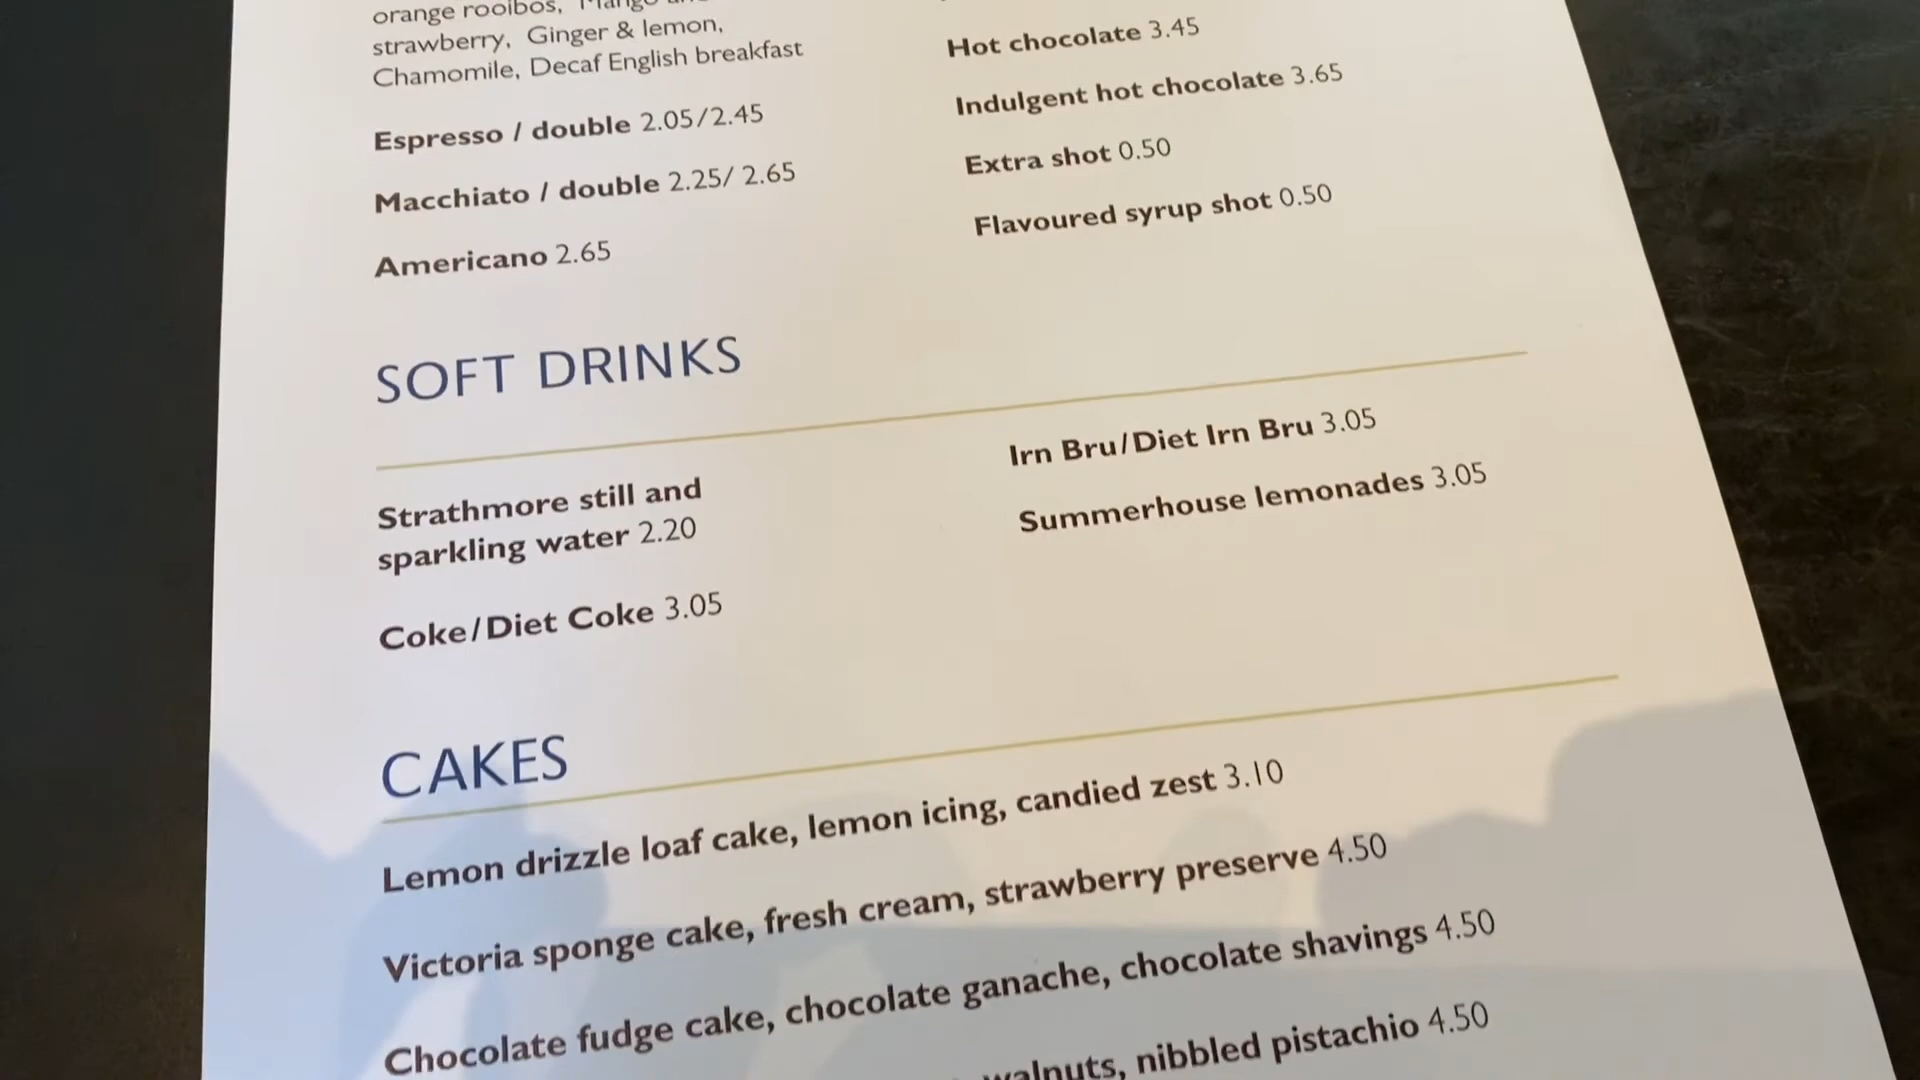 orange rooibos, Mango
strawberry, Ginger & lemon,
Chamomile, Decaf English breakfast
Espresso / double 2.05/2.45
Macchiato / double 2.25/ 2.65
Americano 2.65
Hot chocolate 3.45
Indulgent hot chocolate 3.65
Extra shot 0.50
Flavoured syrup shot 0.50
SOFT DRINKS
Strathmore still and
sparkling water 2.20
Coke/Diet Coke 3.05
Irn Bru/Diet Irn Bru 3.05
Summerhouse lemonades 3.05
CAKES
Lemon drizzle loaf cake, lemon icing, candied zest 3.10
Victoria sponge cake, fresh cream, strawberry preserve 4.50
Chocolate fudge cake, chocolate ganache, chocolate shavings 4.50
walnuts, nibbled pistachio 4.50